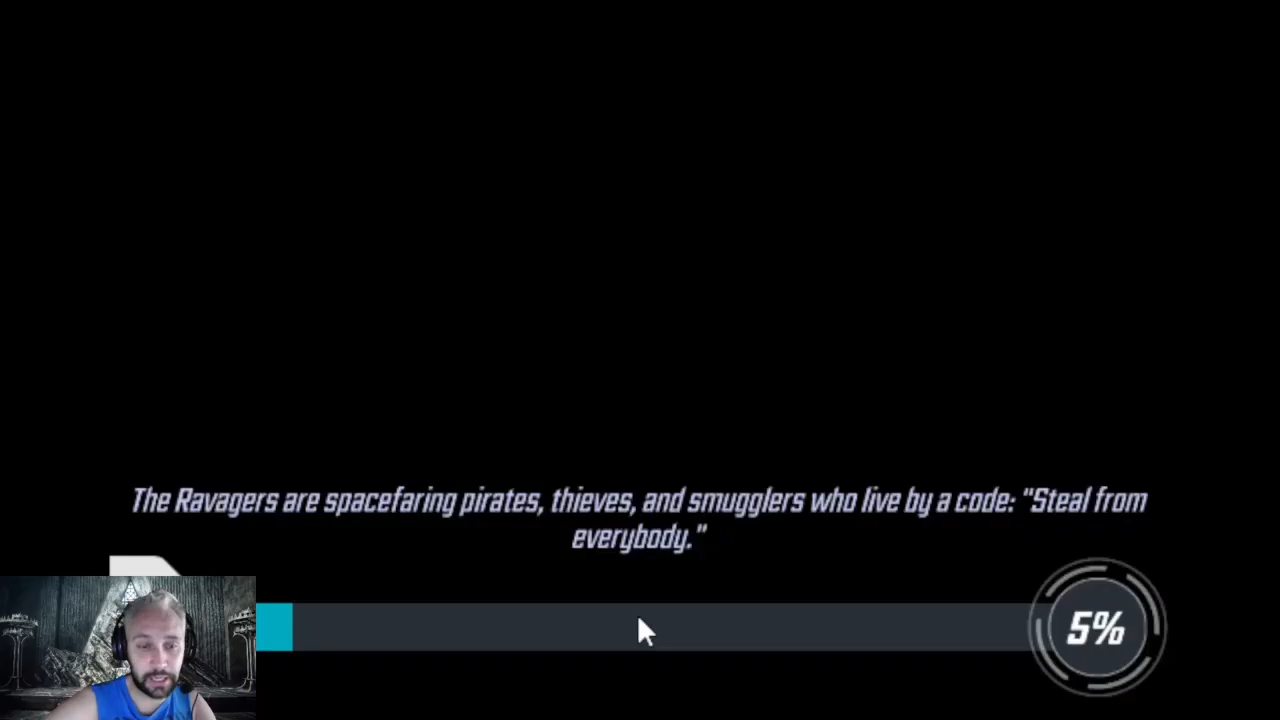 The Ravagers are spacefaring pirates, thieves, and smugglers who live by a code: "Steal from
everybody."
5%